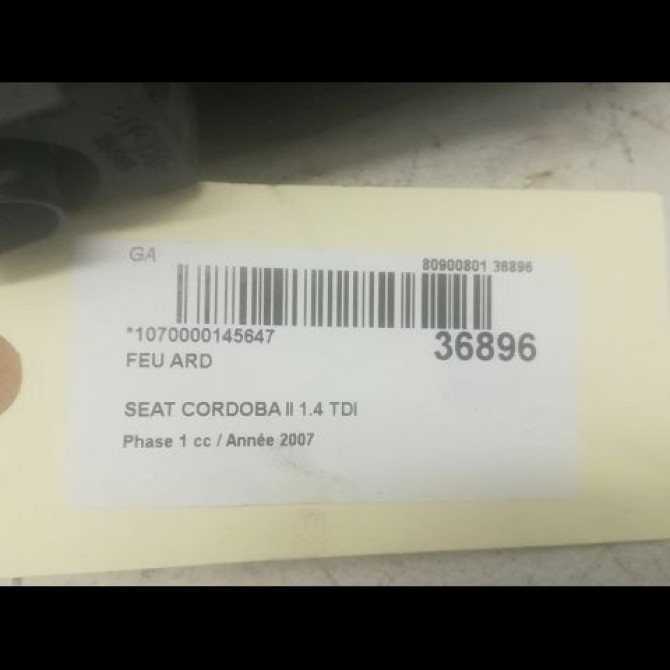 GA
80900801 36896
*1070000145647
36896
FEU ARD
SEAT CORDOBA II 1.4 TDI
Phase 1 cc / Année 2007